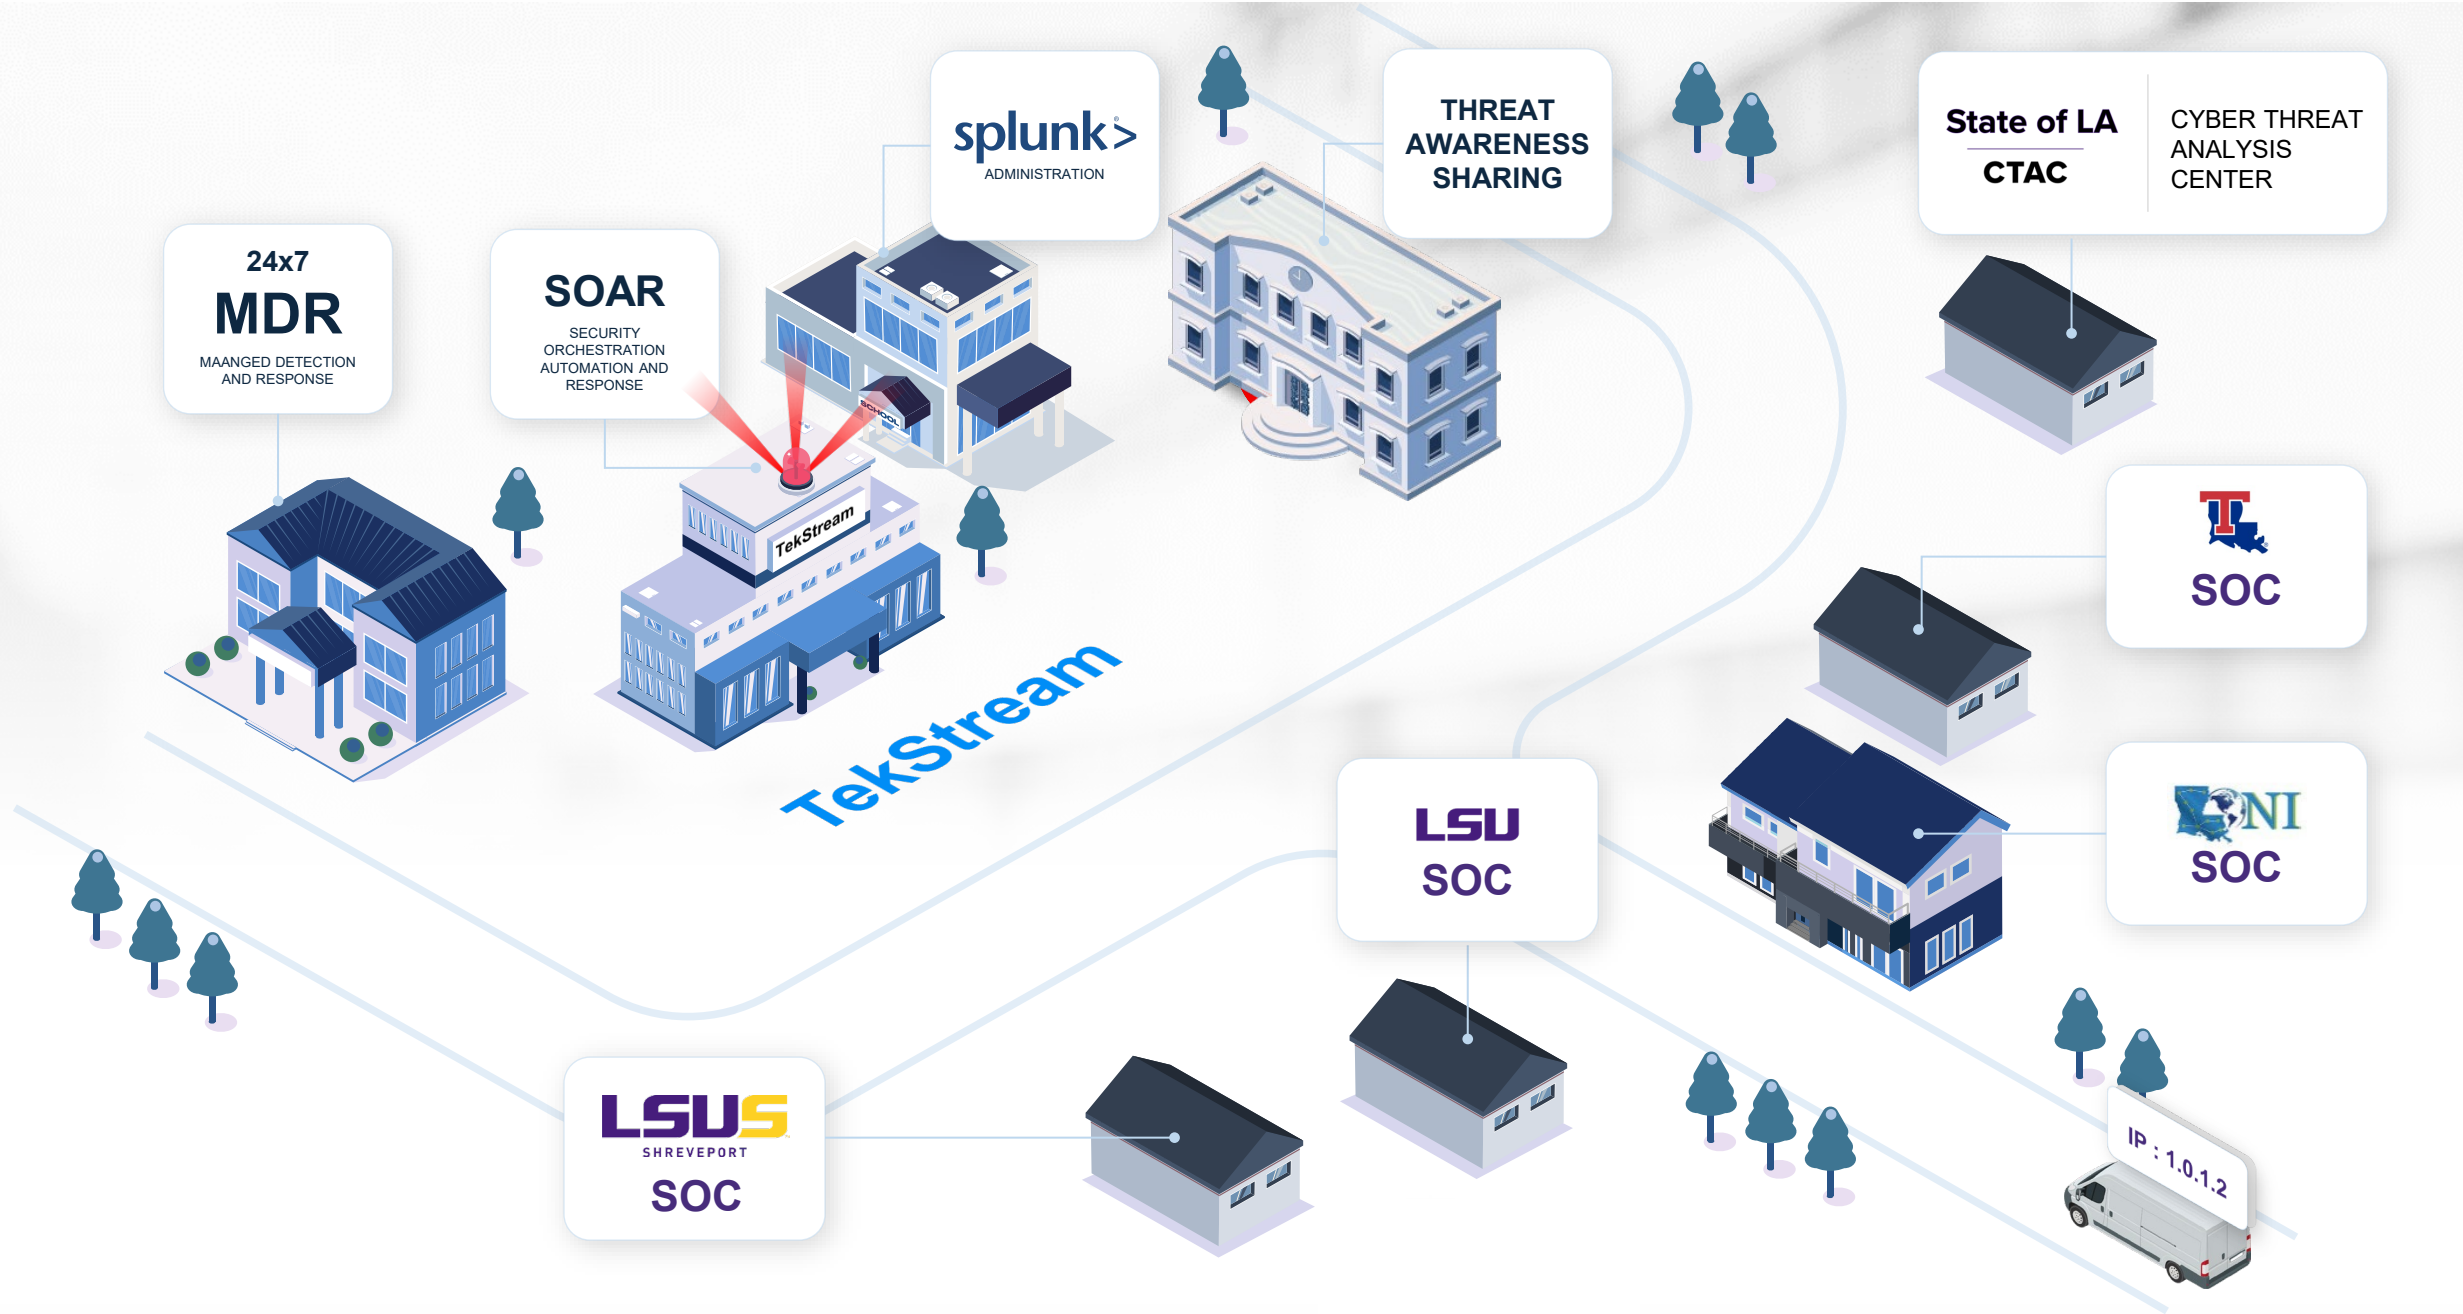 splunk>
ADMINISTRATION
THREAT
AWARENESS
SHARING
State of LA
CTAC
CYBER THREAT
ANALYSIS
CENTER
24x7
MDR
MAANGED DETECTION
AND RESPONSE
SOAR
SECURITY
ORCHESTRATION
AUTOMATION AND
RESPONSE
SCHOOL
TekStream
TekStream
T
SOC
LONI
SOC
LSU
SOC
LSUS
SHREVEPORT
SOC
IP : 1.0.1.2